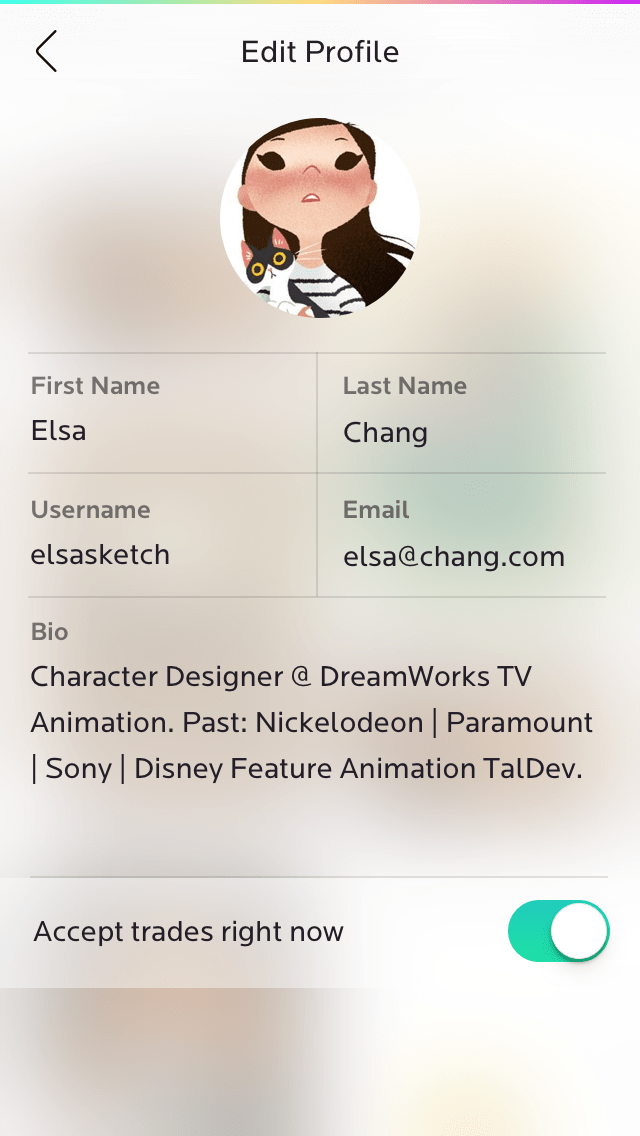 Edit Profile
First Name
Last Name
Elsa
Chang
Username
Email
elsasketch
elsa@chang.com
Bio
Character Designer @ DreamWorks TV
Animation. Past: Nickelodeon | Paramount
| Sony | Disney Feature Animation TalDev.
Accept trades right now